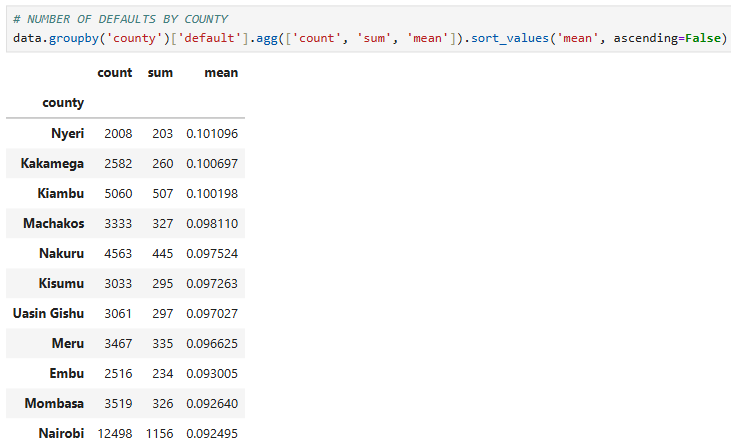 # NUMBER OF DEFAULTS BY COUNTY
data.groupby('county')['default'].agg(['count', 'sum', 'mean']).sort_values('mean', ascending=False)
count sum mean
county
Nyeri 2008 203 0.101096
Kakamega 2582 260 0.100697
Kiambu 5060 507 0.100198
Machakos 3333 327 0.098110
Nakuru 4563 445 0.097524
Kisumu 3033 295 0.097263
Uasin Gishu 3061 297 0.097027
Meru 3467 335 0.096625
Embu 2516 234 0.093005
Mombasa 3519 326 0.092640
Nairobi 12498 1156 0.092495